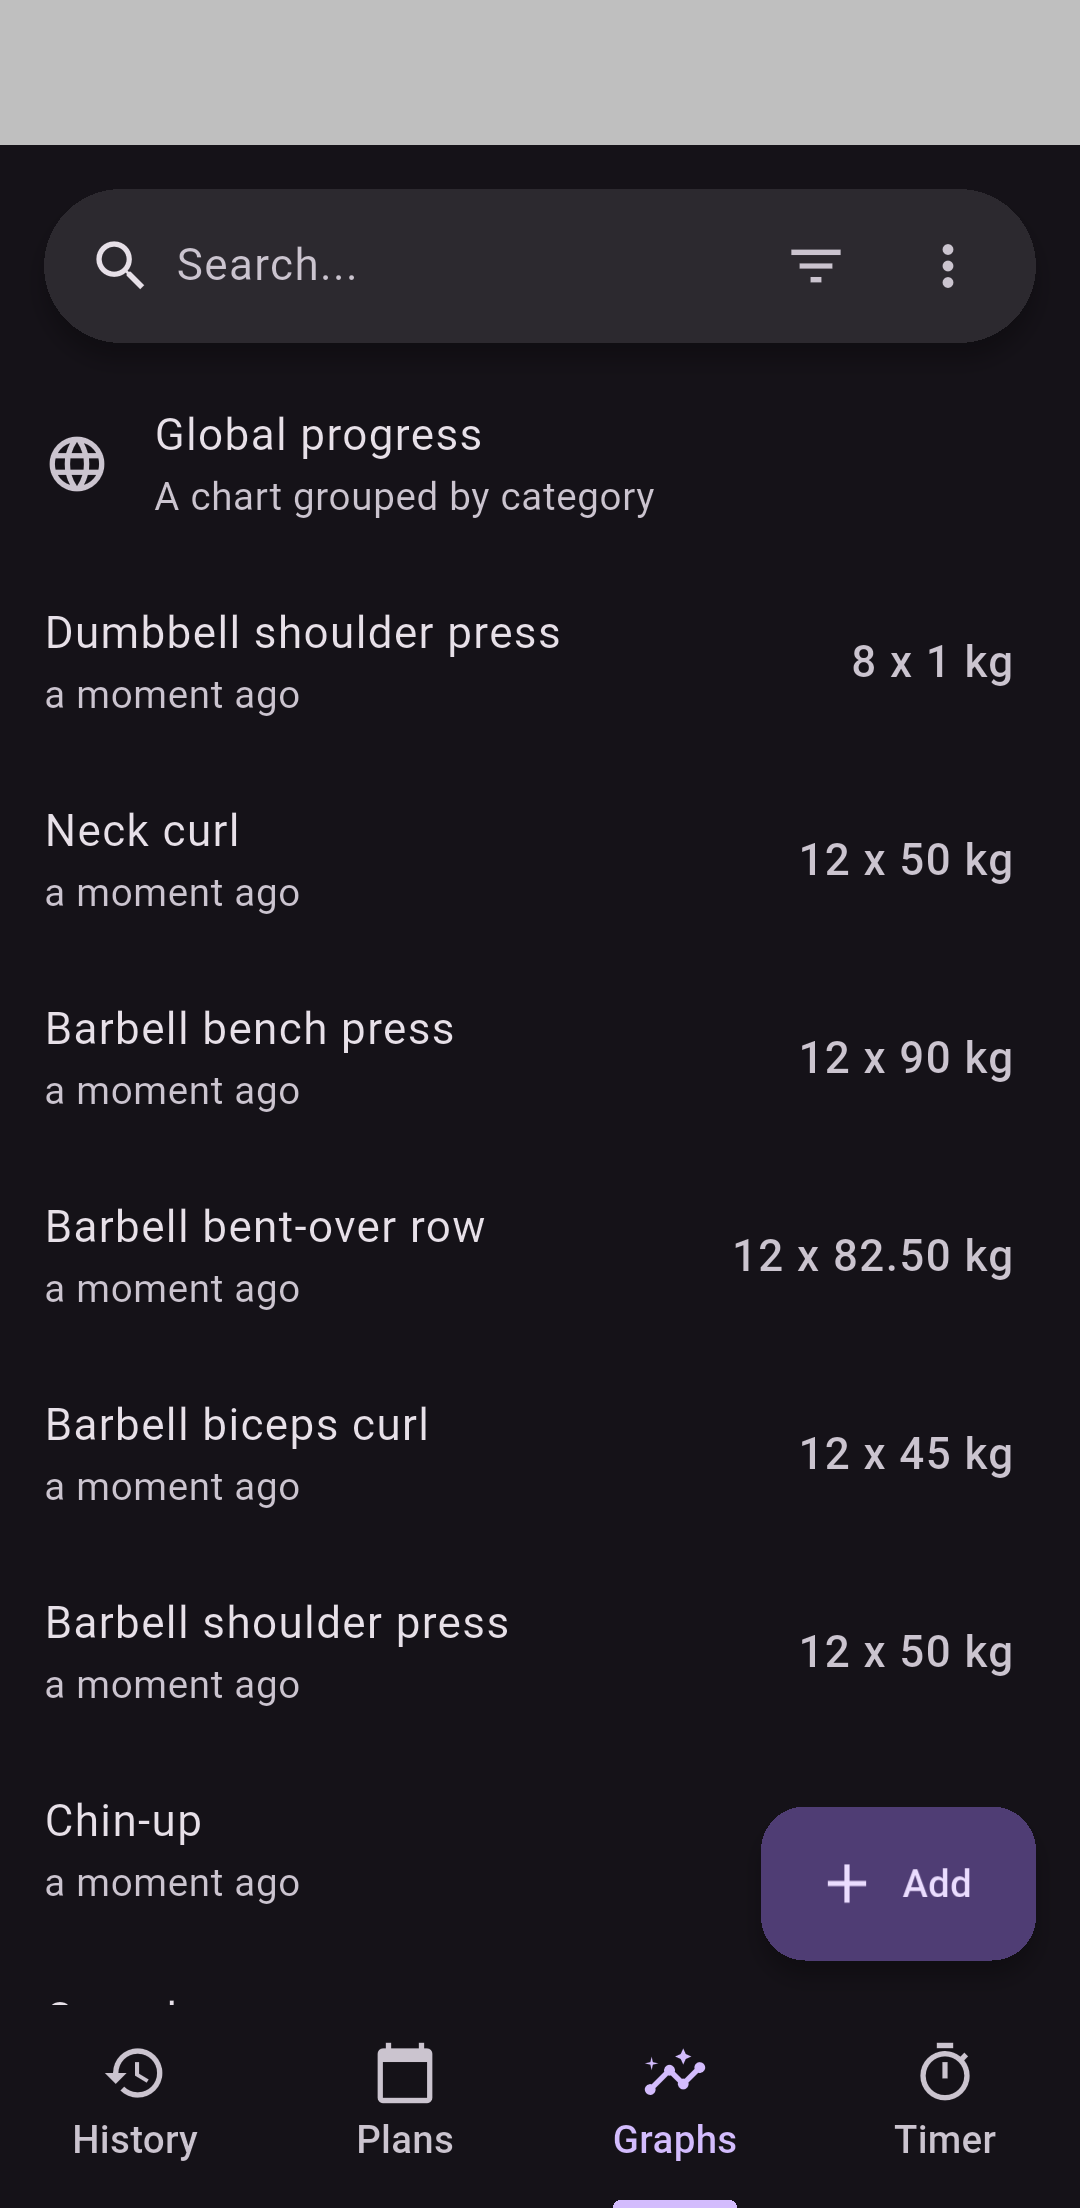 Search...
Global progress
A chart grouped by category
Dumbbell shoulder press
a moment ago
8 x 1 kg
Neck curl
a moment ago
12 x 50 kg
Barbell bench press
a moment ago
12 x 90 kg
Barbell bent-over row
a moment ago
12 x 82.50 kg
Barbell biceps curl
a moment ago
12 x 45 kg
Barbell shoulder press
a moment ago
12 x 50 kg
Chin-up
a moment ago
Add
History
Plans
Graphs
Timer